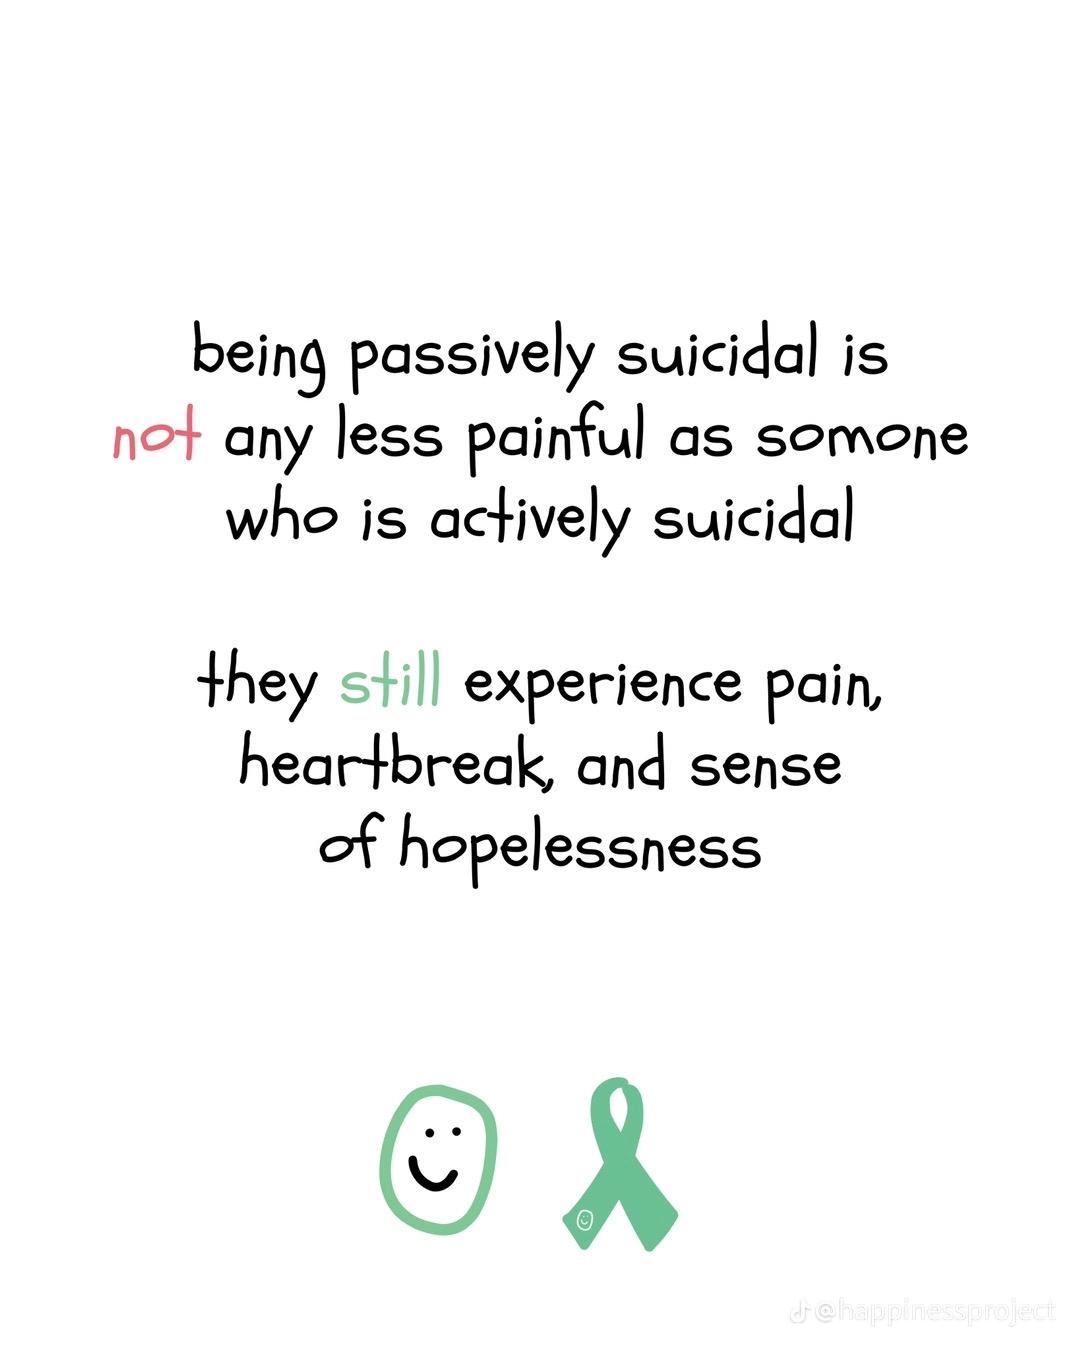 being passively suicidal is
not any less painful as somone
who is actively suicidal
they still experience pain,
heartbreak, and sense
of hopelessness
@happinessproject